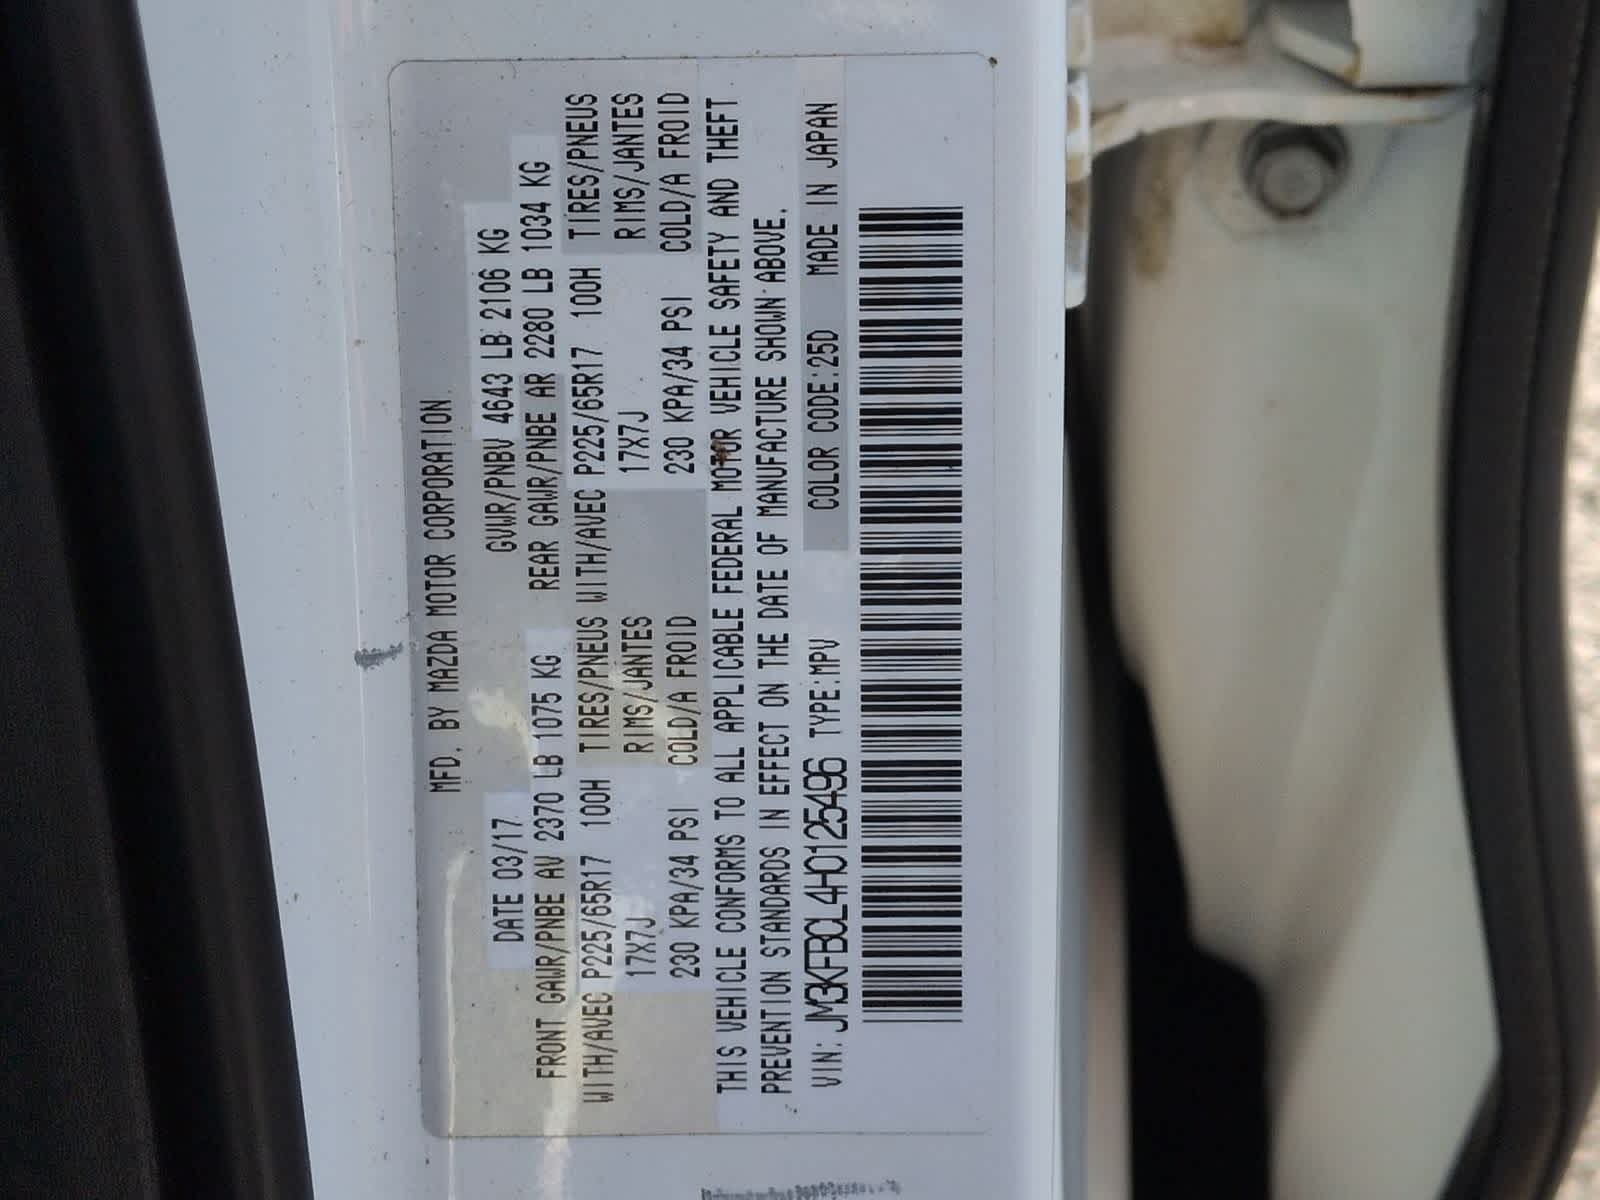 MFD. BY MAZDA MOTOR CORPORATION
DATE 03/17 GVWR/PNBV 4643 LB 2106 KG
FRONT GAWR/PNBE AV 2370 LB 1075 KG REAR GAWR/PNBE AR 2280 LB 1034 KG
WITH/AVEC P225/65R17 100H TIRES/PNEUS WITH/AVEC P225/65R17 100H TIRES/PNEUS
17X7J RIMS/JANTES 17X7J RIMS/JANTES
230 KPA/34 PSI COLD/A FROID 230 KPA/34 PSI COLD/A FROID
THIS VEHICLE CONFORMS TO ALL APPLICABLE FEDERAL MOTOR VEHICLE SAFETY AND THEFT
PREVENTION STANDARDS IN EFFECT ON THE DATE OF MANUFACTURE SHOWN ABOVE.
VIN: JM3KFBCL4H0125496 TYPE:MPV COLOR CODE:25D MADE IN JAPAN